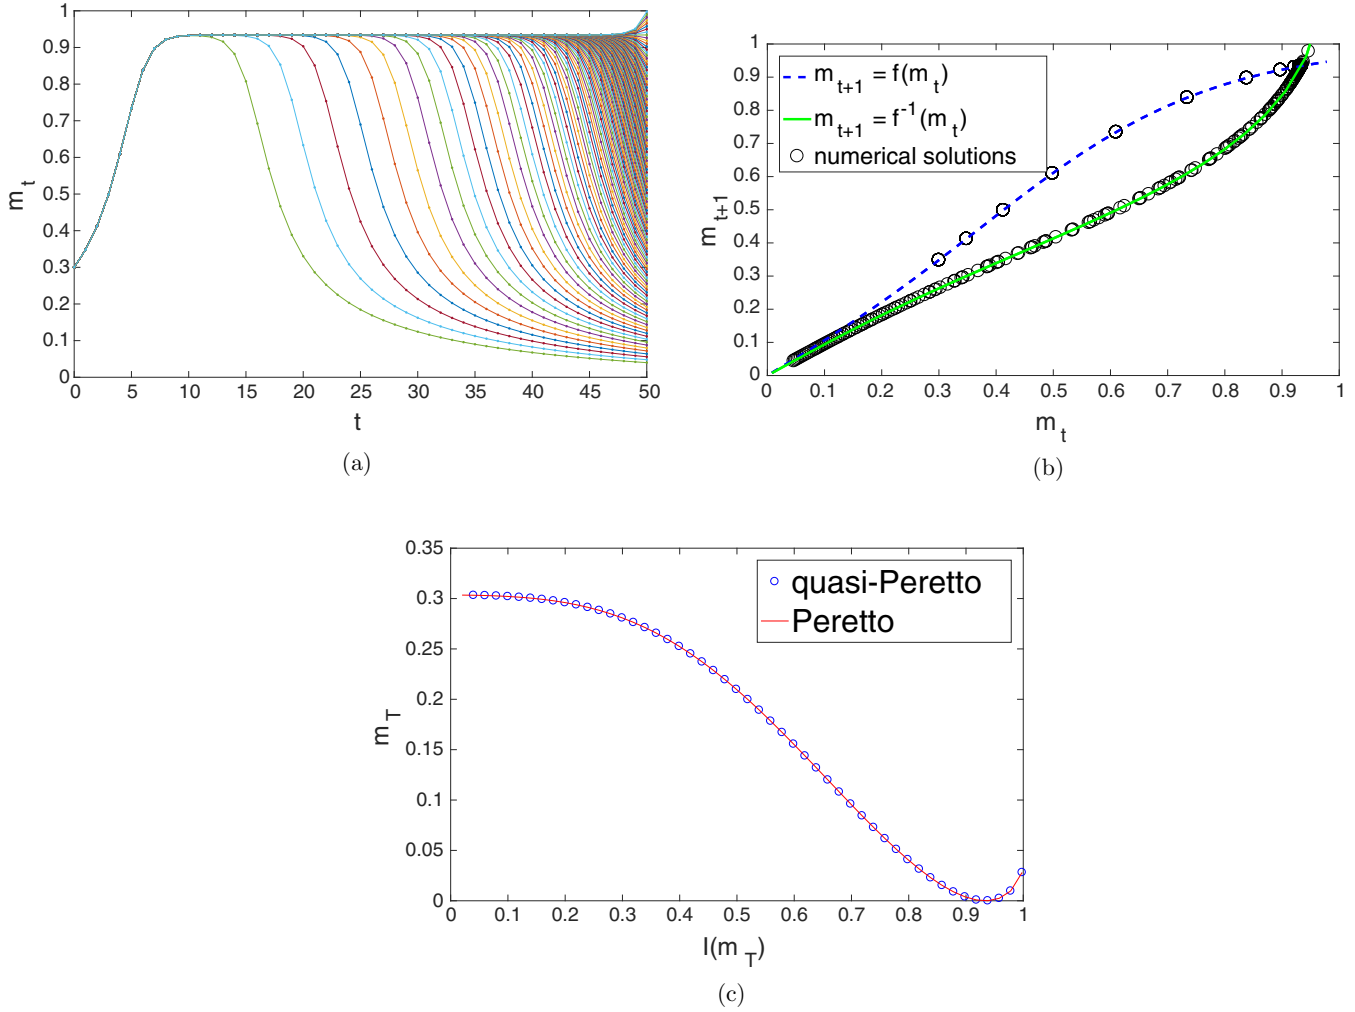 1
0.9
0.8
0.7
0.6
0.5
0.4
0.3
0.2
0.1
0
m_t
0 5 10 15 20 25 30 35 40 45 50
t
(a)
1
0.9
0.8
0.7
0.6
0.5
0.4
0.3
0.2
0.1
0
m_{t+1}
m_{t+1} = f(m_t)
m_{t+1} = f^{-1}(m_t)
numerical solutions
0 0.1 0.2 0.3 0.4 0.5 0.6 0.7 0.8 0.9 1
m_t
(b)
0.35
0.3
0.25
0.2
0.15
0.1
0.05
0
m_T
quasi-Peretto
Peretto
0 0.1 0.2 0.3 0.4 0.5 0.6 0.7 0.8 0.9 1
I(m_T)
(c)